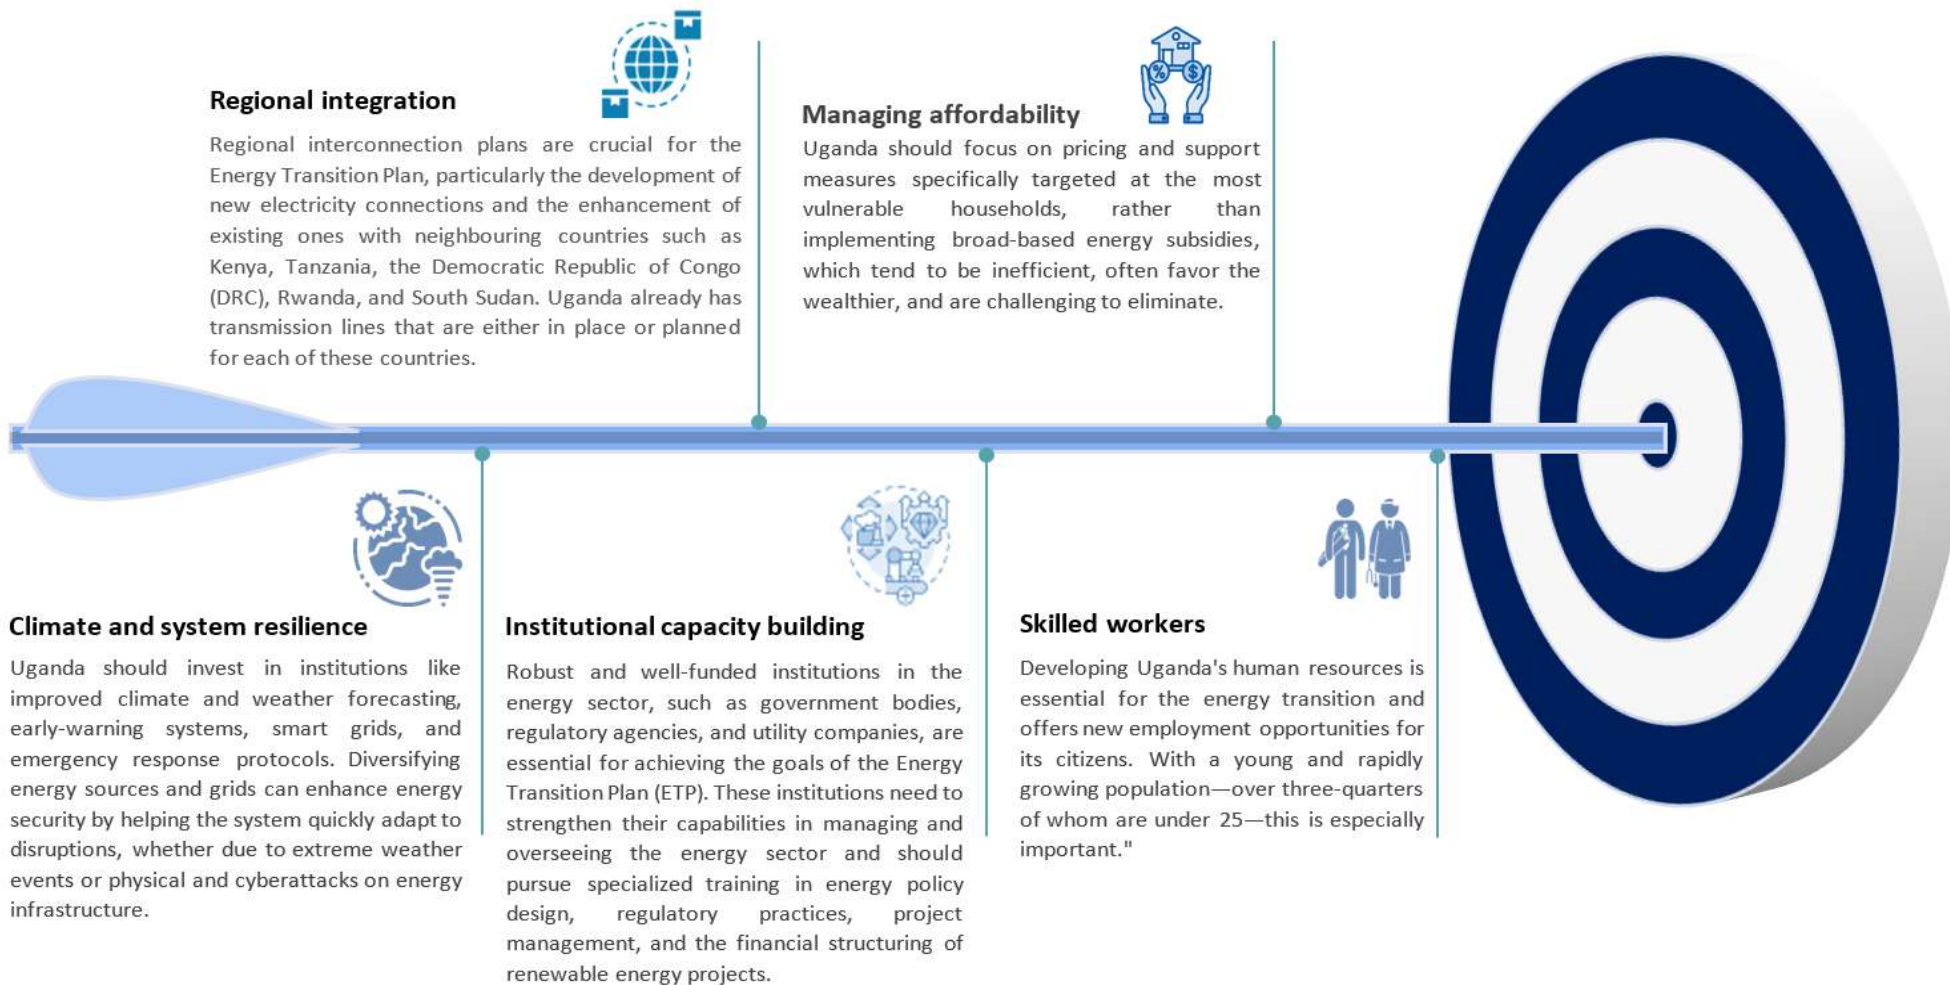 Regional integration
Regional interconnection plans are crucial for the
Energy Transition Plan, particularly the development of
new electricity connections and the enhancement of
existing ones with neighbouring countries such as
Kenya, Tanzania, the Democratic Republic of Congo
(DRC), Rwanda, and South Sudan. Uganda already has
transmission lines that are either in place or planned
for each of these countries.
% $
Managing affordability
Uganda should focus on pricing and support
measures specifically targeted at the most
vulnerable households, rather than
implementing broad-based energy subsidies,
which tend to be inefficient, often favor the
wealthier, and are challenging to eliminate.
Climate and system resilience
Uganda should invest in institutions like
improved climate and weather forecasting,
early-warning systems, smart grids, and
emergency response protocols. Diversifying
energy sources and grids can enhance energy
security by helping the system quickly adapt to
disruptions, whether due to extreme weather
events or physical and cyberattacks on energy
infrastructure.
Institutional capacity building
Robust and well-funded institutions in the
energy sector, such as government bodies,
regulatory agencies, and utility companies, are
essential for achieving the goals of the Energy
Transition Plan (ETP). These institutions need to
strengthen their capabilities in managing and
overseeing the energy sector and should
pursue specialized training in energy policy
design, regulatory practices, project
management, and the financial structuring of
renewable energy projects.
Skilled workers
Developing Uganda's human resources is
essential for the energy transition and
offers new employment opportunities for
its citizens. With a young and rapidly
growing population—over three-quarters
of whom are under 25—this is especially
important."